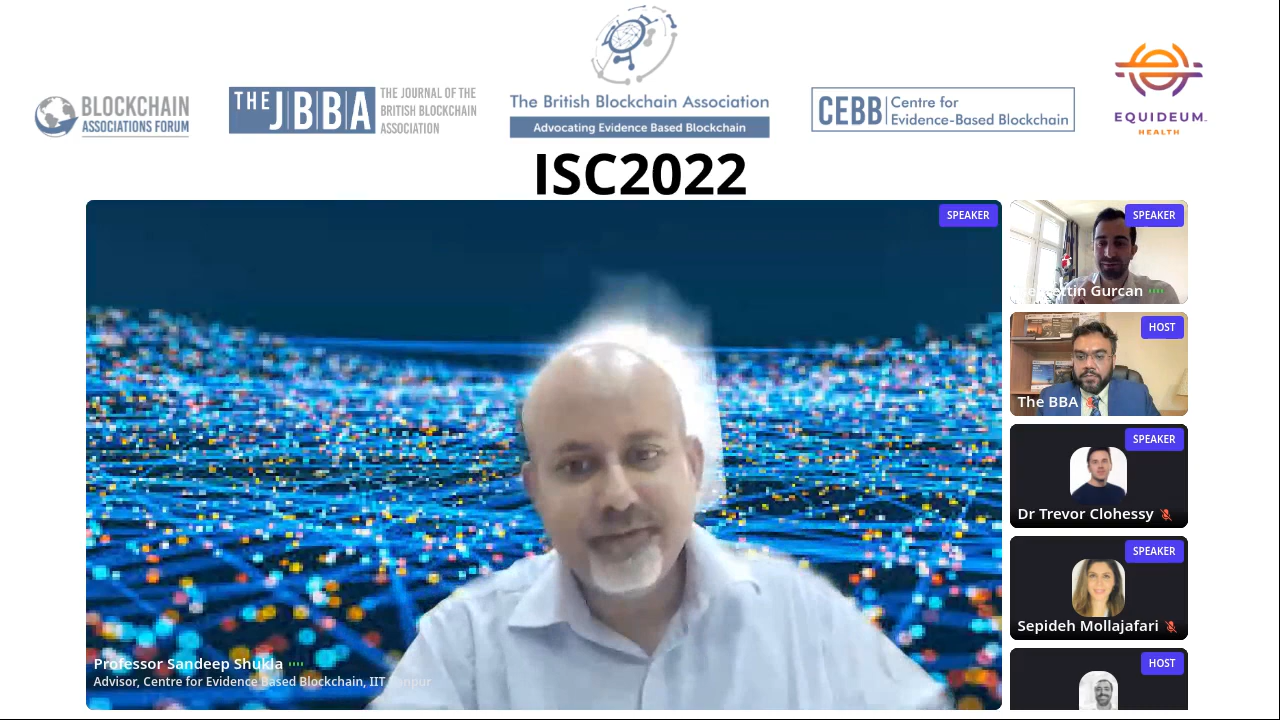 BLOCKCHAIN
ASSOCIATIONS FORUM
THE JBBA
THE JOURNAL OF THE
BRITISH BLOCKCHAIN
ASSOCIATION
The British Blockchain Association
Advocating Evidence Based Blockchain
CEBB
Centre for
Evidence-Based Blockchain
EQUIDEUM
HEALTH
ISC2022
SPEAKER
Professor Sandeep Shukla
Advisor, Centre for Evidence Based Blockchain, IIT Kanpur
SPEAKER
Gurcan
HOST
The BBA
SPEAKER
Dr Trevor Clohessy
SPEAKER
Sepideh Mollajafari
HOST